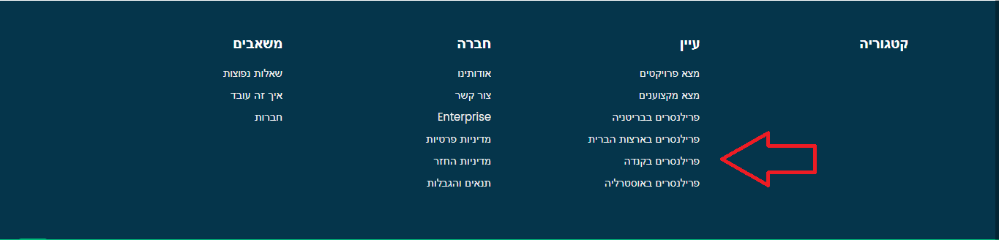 קטגוריה
עיין
מצא פרויקטים
מצא מקצוענים
פרילנסרים בבריטניה
פרילנסרים בארצות הברית
פרילנסרים בקנדה
פרילנסרים באוסטרליה
חברה
אודותינו
צור קשר
Enterprise
מדיניות פרטיות
מדיניות החזר
תנאים והגבלות
משאבים
שאלות נפוצות
איך זה עובד
חברות